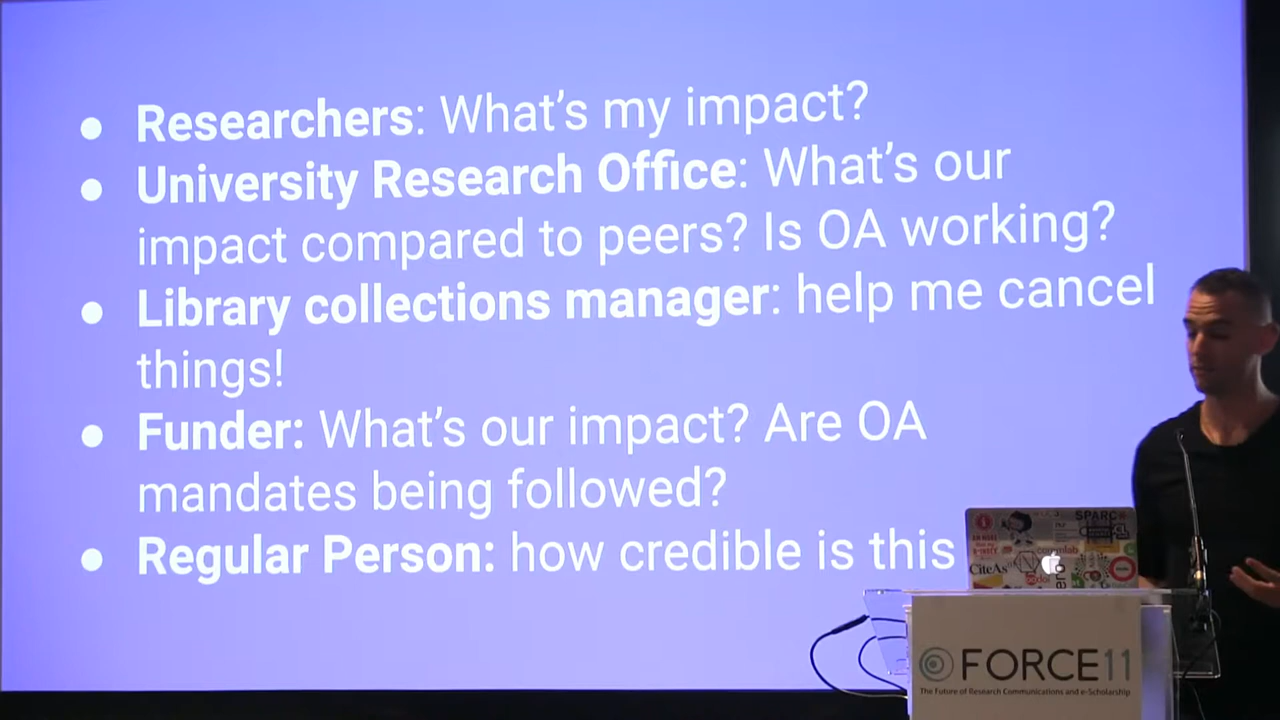 ● Researchers: What's my impact?
● University Research Office: What's our
impact compared to peers? Is OA working?
● Library collections manager: help me cancel
things!
● Funder: What's our impact? Are OA
mandates being followed?
● Regular Person: how credible is this
SPARC
CiteAs
FORCE11
The Future of Research Communications and e-Scholarship